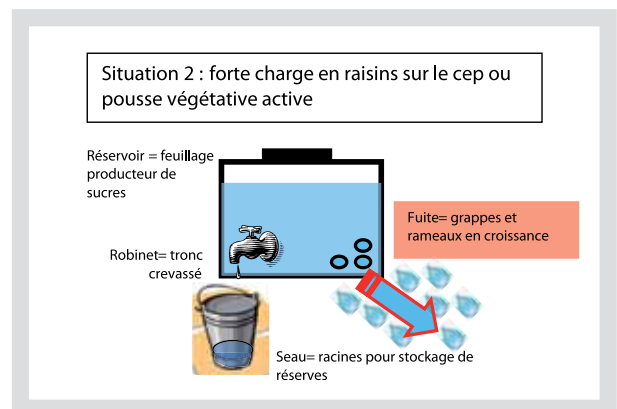 Situation 2 : forte charge en raisins sur le cep ou
pousse végétative active
Réservoir = feuillage
producteur de
sucres
Fuite= grappes et
rameaux en croissance
Robinet= tronc
crevassé
Seau= racines pour stockage de
réserves